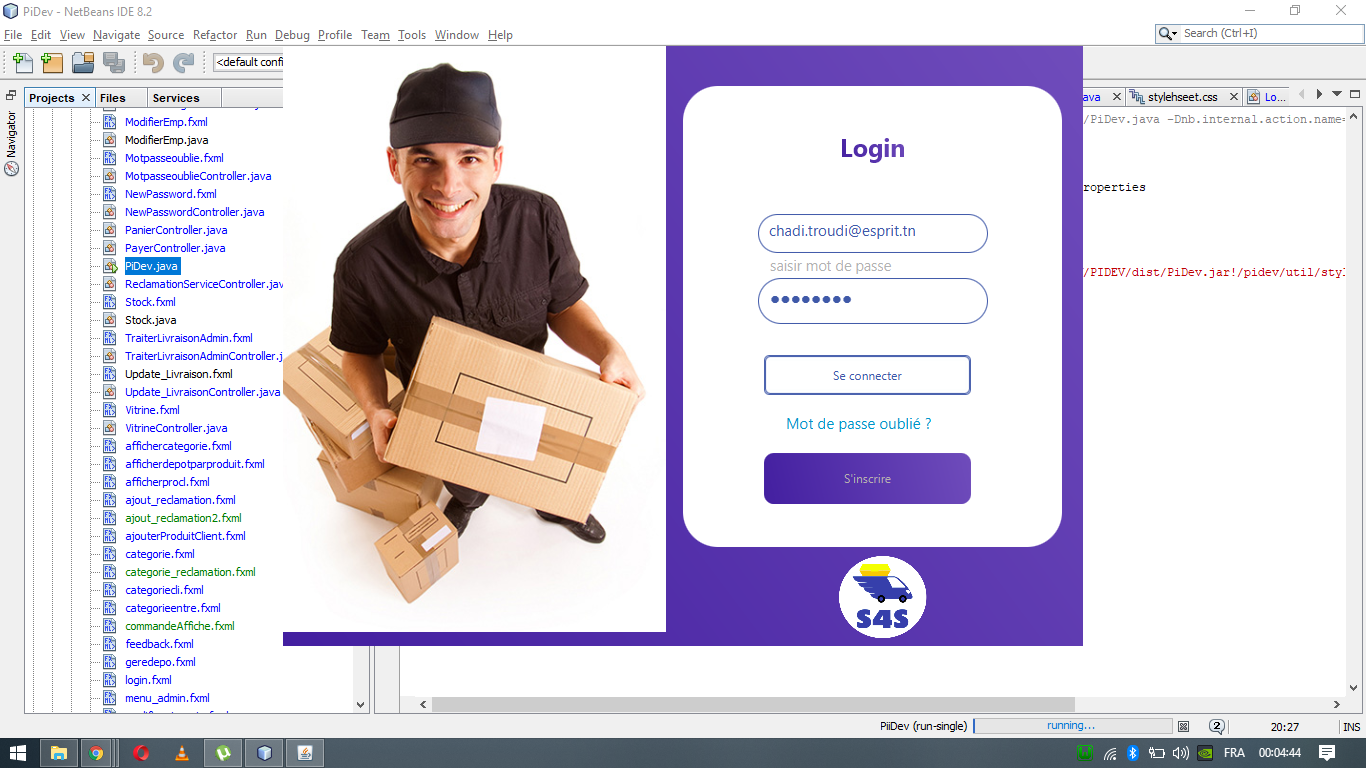 PiDev - NetBeans IDE 8.2
File Edit View Navigate Source Refactor Run Debug Profile Team Tools Window Help
Search (Ctrl+I)
<default confi
Projects Files Services
Navigator
ModifierEmp.fxml
ModifierEmp.java
Motpasseoublie.fxml
MotpasseoublieController.java
NewPassword.fxml
NewPasswordController.java
PanierController.java
PayerController.java
PiDev.java
ReclamationServiceController.jav
Stock.fxml
Stock.java
TraiterLivraisonAdmin.fxml
TraiterLivraisonAdminController.j
Update_Livraison.fxml
Update_LivraisonController.java
Vitrine.fxml
VitrineController.java
affichercategorie.fxml
afficherdepotparproduit.fxml
afficherprocl.fxml
ajout_reclamation.fxml
ajout_reclamation2.fxml
ajouterProduitClient.fxml
categorie.fxml
categorie_reclamation.fxml
categoriecli.fxml
categorieentre.fxml
commandeAffiche.fxml
feedback.fxml
geredepo.fxml
login.fxml
menu_admin.fxml
Login
chadi.troudi@esprit.tn
saisir mot de passe
••••••••
Se connecter
Mot de passe oublié ?
S'inscrire
S4S
ava stylehseet.css Lo...
/PiDev.java -Dnb.internal.action.name=
roperties
/PIDEV/dist/PiDev.jar!/pidev/util/styl
PiiDev (run-single) running... 2 20:27 INS
FRA 00:04:44